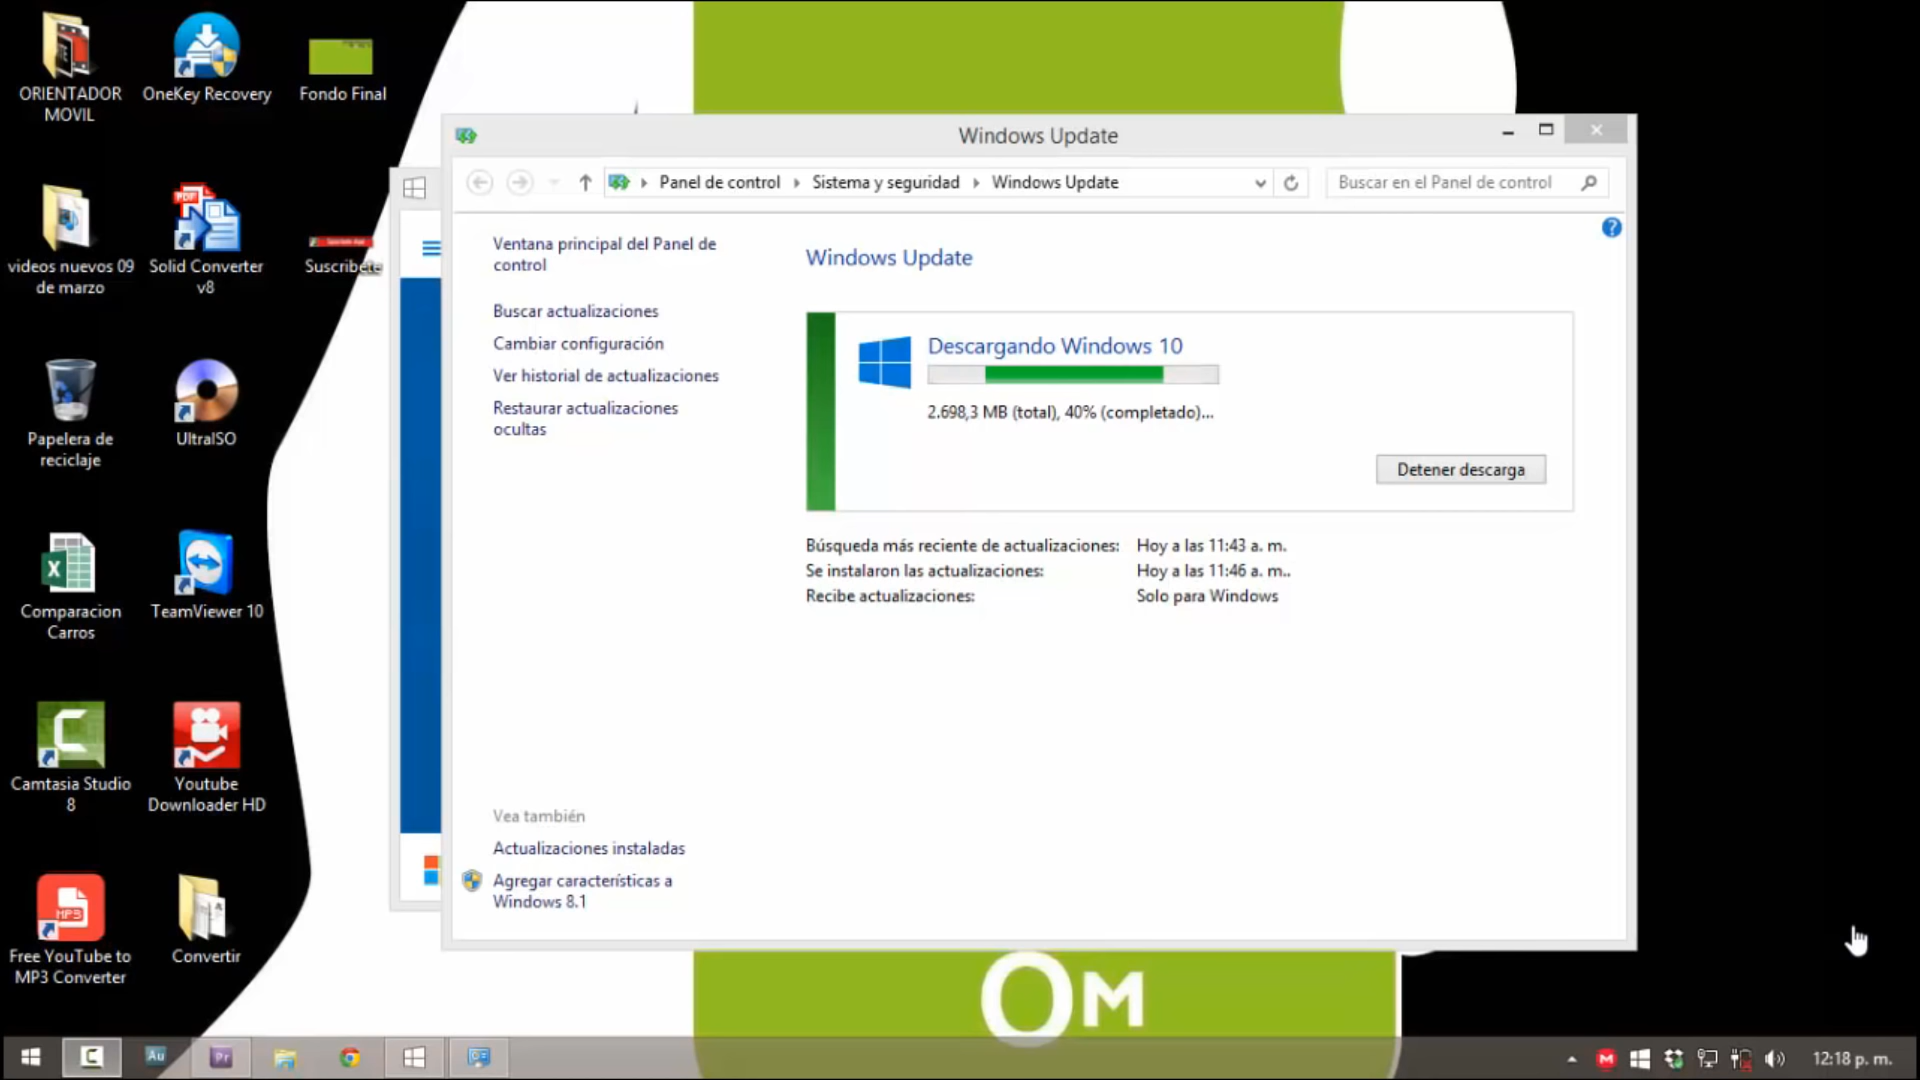 ORIENTADOR
MOVIL
OneKey Recovery
Fondo Final
videos nuevos 09
de marzo
PDF
Solid Converter
v8
Suscribete
Papelera de
reciclaje
UltraISO
Comparacion
Carros
TeamViewer 10
Camtasia Studio
8
Youtube
Downloader HD
MP3
Free YouTube to
MP3 Converter
Convertir
Windows Update
Panel de control
Sistema y seguridad
Windows Update
Buscar en el Panel de control
Ventana principal del Panel de
control
Buscar actualizaciones
Cambiar configuración
Ver historial de actualizaciones
Restaurar actualizaciones
ocultas
Vea también
Actualizaciones instaladas
Agregar características a
Windows 8.1
Windows Update
Descargando Windows 10
2.698,3 MB (total), 40% (completado)...
Detener descarga
Búsqueda más reciente de actualizaciones: Hoy a las 11:43 a. m.
Se instalaron las actualizaciones: Hoy a las 11:46 a. m..
Recibe actualizaciones: Solo para Windows
OM
Au
Pr
12:18 p. m.